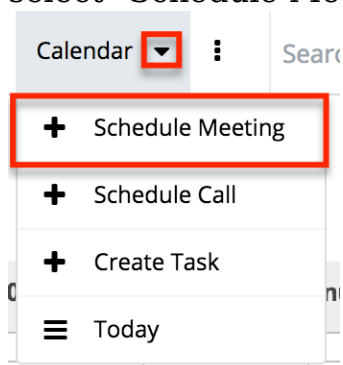 Calendar
Schedule Meeting
Schedule Call
Create Task
Today